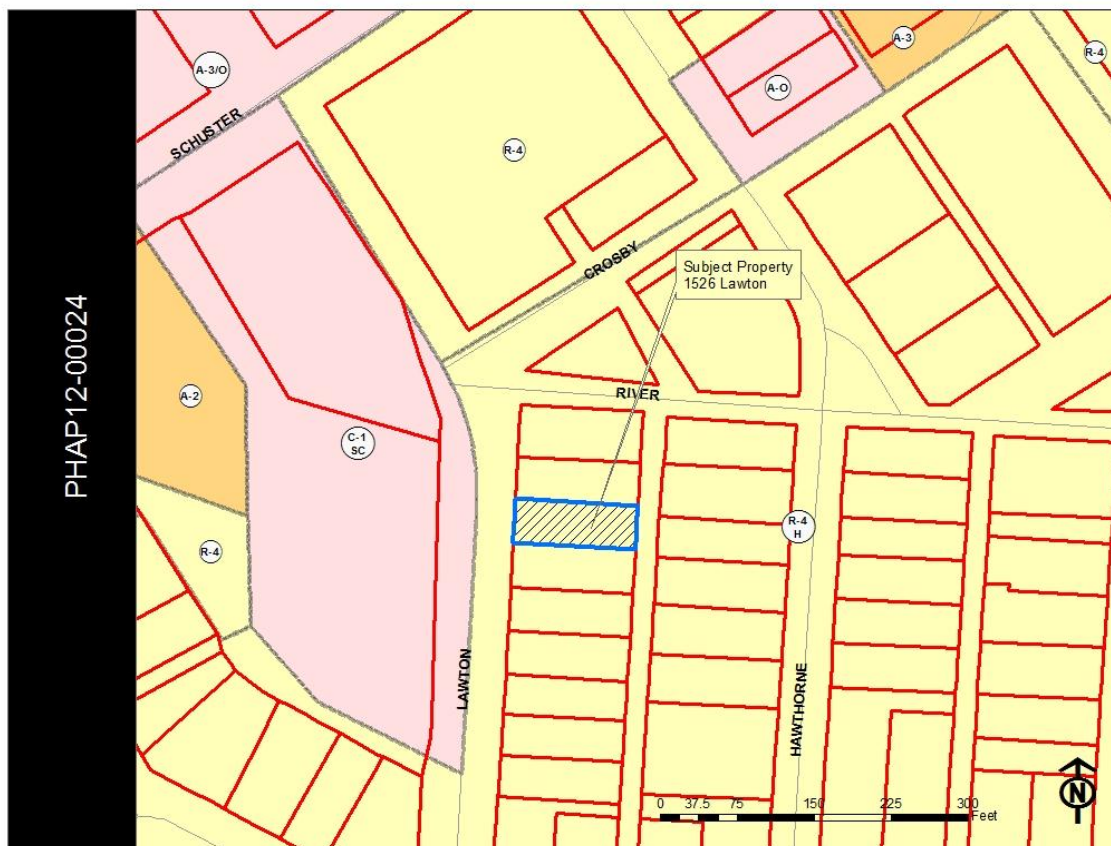 PHAP12-00024
A-3/O
SCHUSTER
R-4
A-O
A-3
R-4
CROSBY
Subject Property
1526 Lawton
A-2
RIVER
C-1
SC
R-4
R-4
H
LAWTON
HAWTHORNE
N
0 37.5 75 150 225 300
Feet